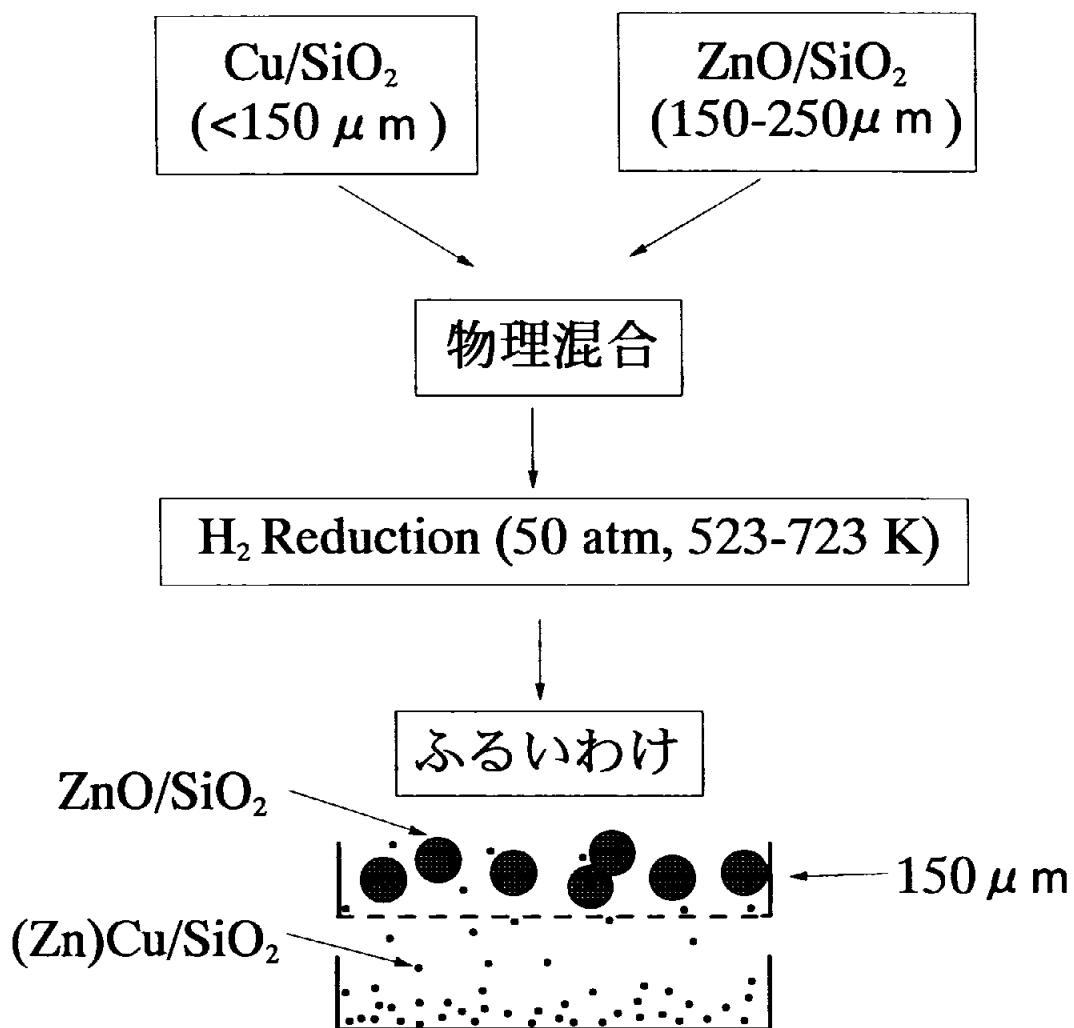 Cu/SiO₂
(<150 μm)
ZnO/SiO₂
(150-250μm)
物理混合
H₂ Reduction (50 atm, 523-723 K)
ふるいわけ
ZnO/SiO₂
150 μm
(Zn)Cu/SiO₂